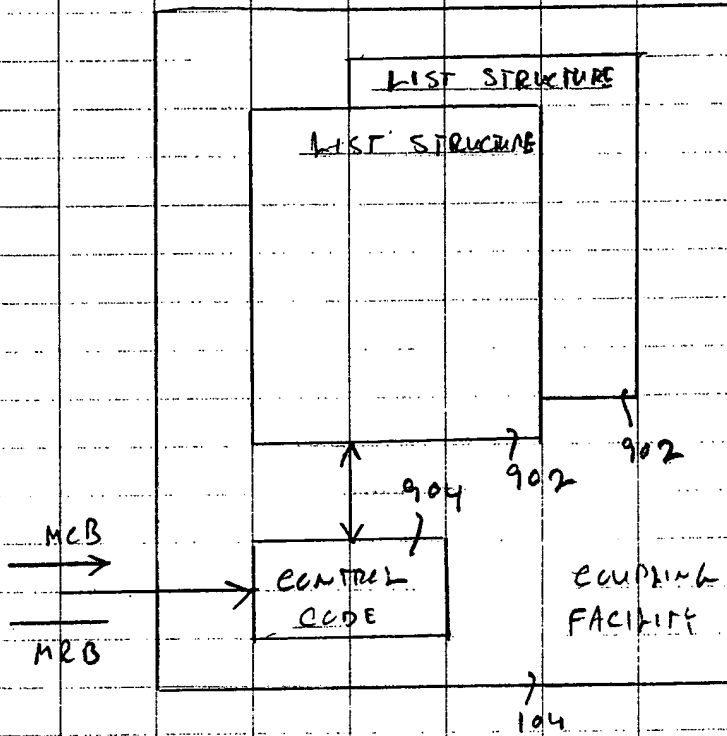 LIST STRUCTURE
LIST STRUCTURE
902
902
904
MCB
CONTROL
CODE
COUPLING
FACILITY
MRB
104